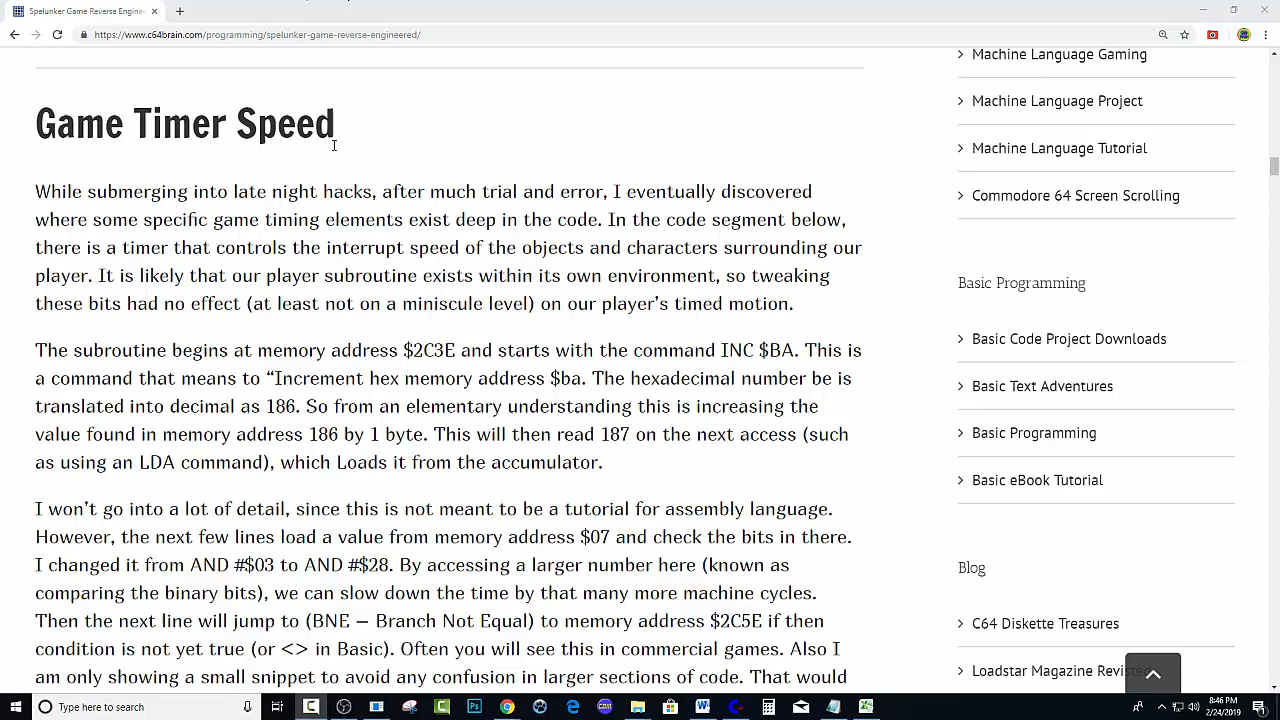 Spelunker Game Reverse Engine
https://www.c64brain.com/programming/spelunker-game-reverse-engineered/
Game Timer Speed
While submerging into late night hacks, after much trial and error, I eventually discovered
where some specific game timing elements exist deep in the code. In the code segment below,
there is a timer that controls the interrupt speed of the objects and characters surrounding our
player. It is likely that our player subroutine exists within its own environment, so tweaking
these bits had no effect (at least not on a miniscule level) on our player’s timed motion.
The subroutine begins at memory address $2C3E and starts with the command INC $BA. This is
a command that means to “Increment hex memory address $ba. The hexadecimal number be is
translated into decimal as 186. So from an elementary understanding this is increasing the
value found in memory address 186 by 1 byte. This will then read 187 on the next access (such
as using an LDA command), which Loads it from the accumulator.
I won’t go into a lot of detail, since this is not meant to be a tutorial for assembly language.
However, the next few lines load a value from memory address $07 and check the bits in there.
I changed it from AND #$03 to AND #$28. By accessing a larger number here (known as
comparing the binary bits), we can slow down the time by that many more machine cycles.
Then the next line will jump to (BNE – Branch Not Equal) to memory address $2C5E if then
condition is not yet true (or <> in Basic). Often you will see this in commercial games. Also I
am only showing a small snippet to avoid any confusion in larger sections of code. That would
Machine Language Gaming
Machine Language Project
Machine Language Tutorial
Commodore 64 Screen Scrolling
Basic Programming
Basic Code Project Downloads
Basic Text Adventures
Basic Programming
Basic eBook Tutorial
Blog
C64 Diskette Treasures
Loadstar Magazine Revisited
Type here to search
8:46 PM
2/24/2019